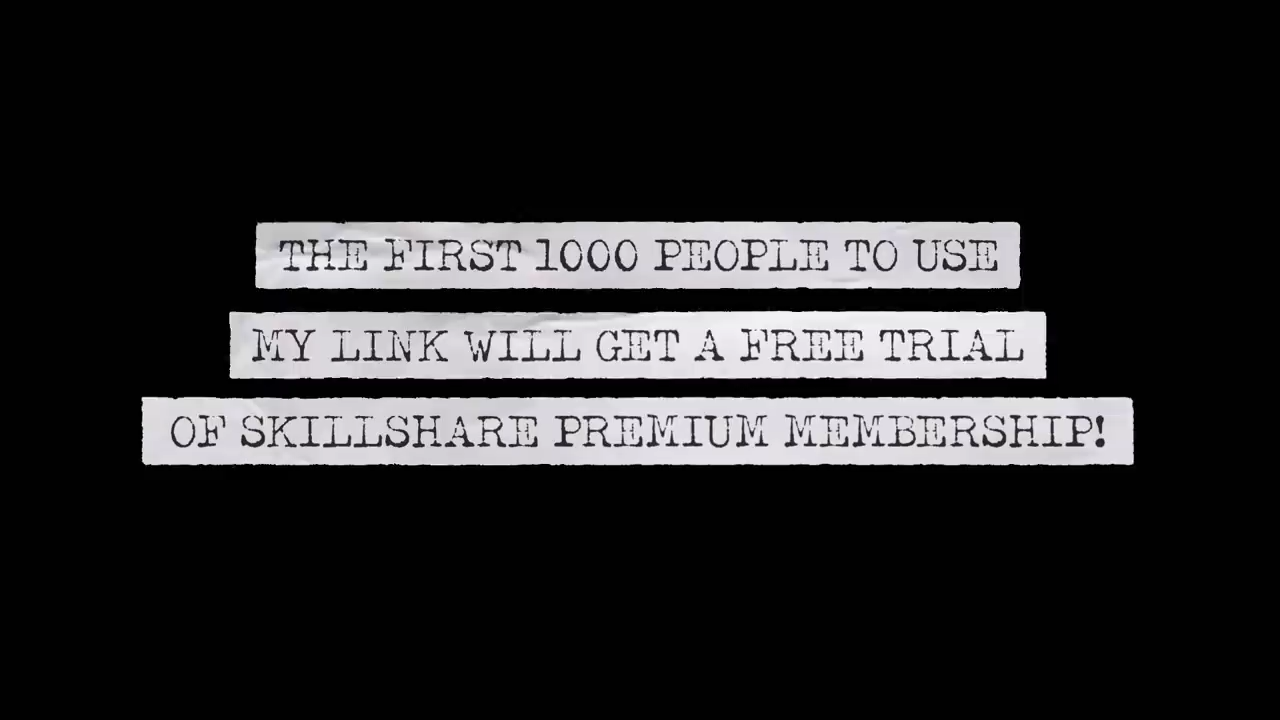 THE FIRST 1000 PEOPLE TO USE
MY LINK WILL GET A FREE TRIAL
OF SKILLSHARE PREMIUM MEMBERSHIP!